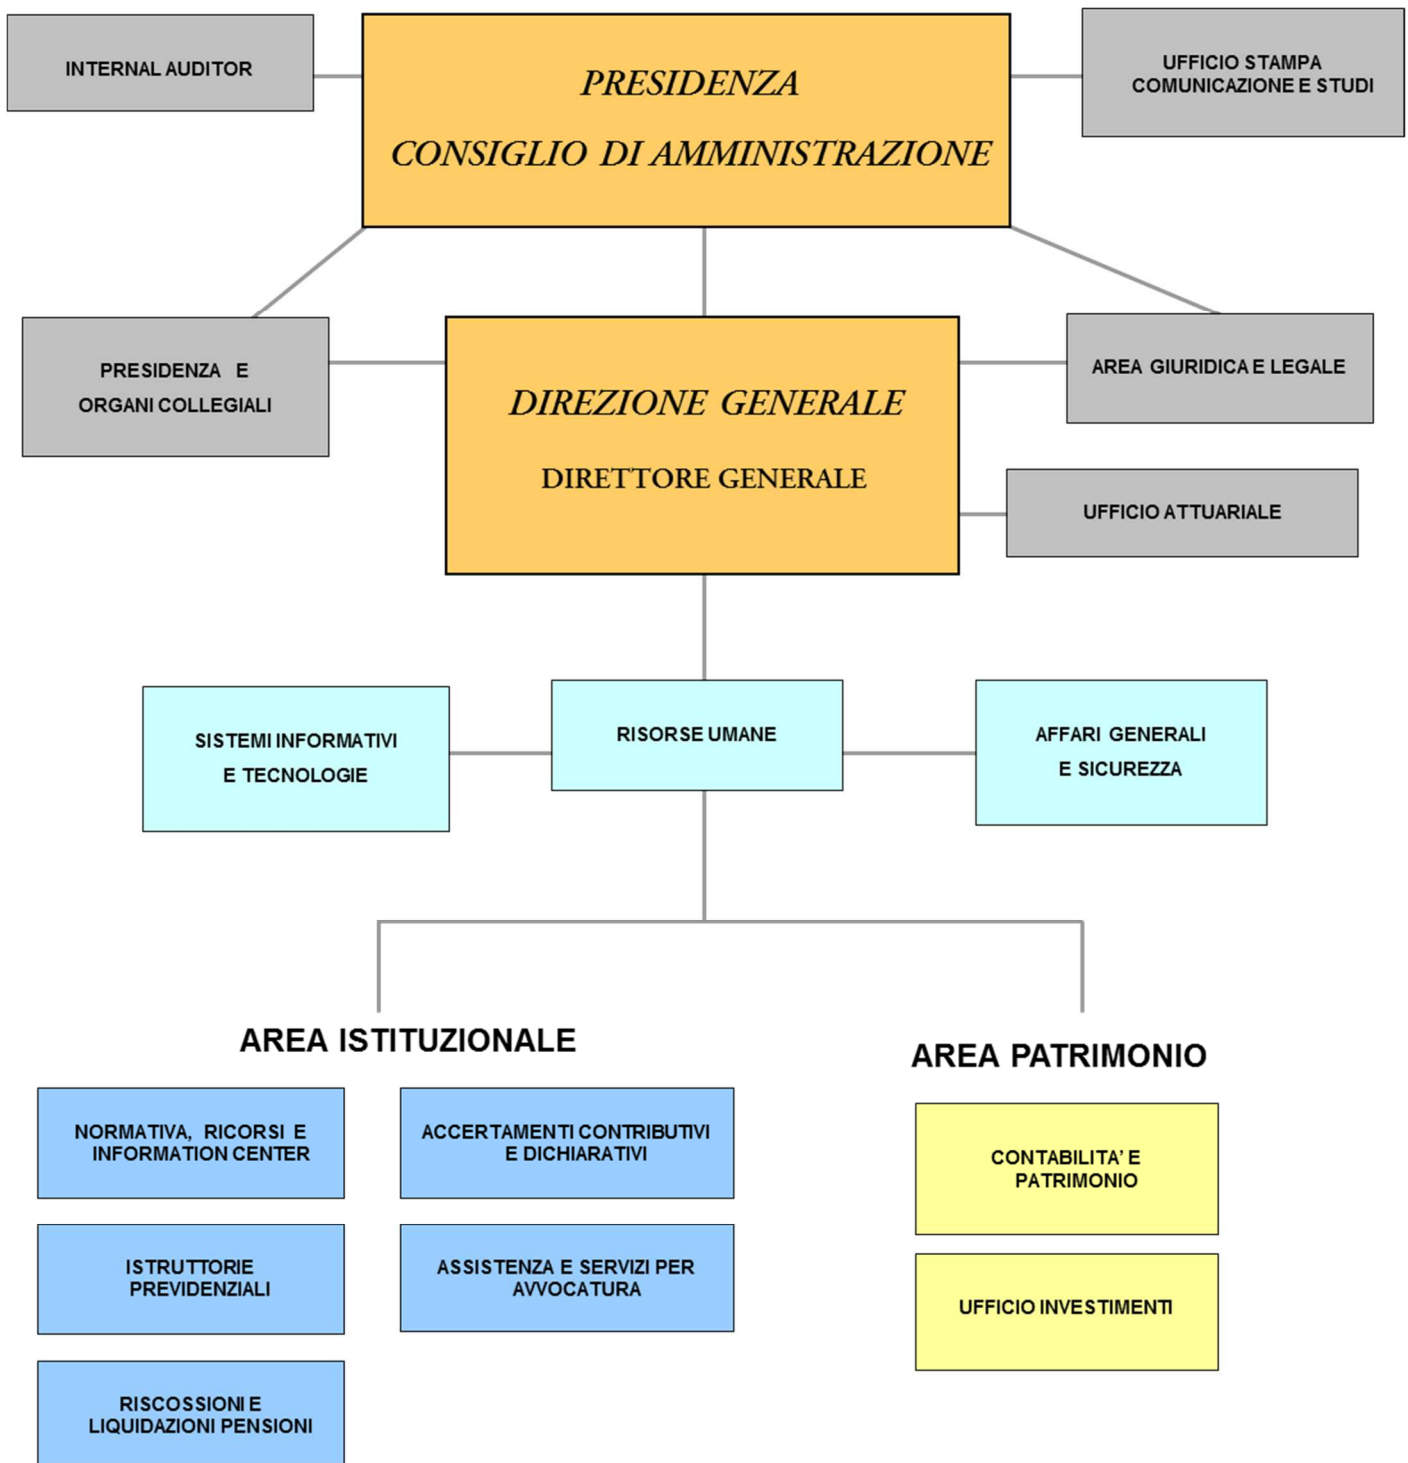 INTERNAL AUDITOR
PRESIDENZA
CONSIGLIO DI AMMINISTRAZIONE
UFFICIO STAMPA
COMUNICAZIONE E STUDI
PRESIDENZA E
ORGANI COLLEGIALI
DIREZIONE GENERALE
DIRETTORE GENERALE
AREA GIURIDICA E LEGALE
UFFICIO ATTUARIALE
SISTEMI INFORMATIVI
E TECNOLOGIE
RISORSE UMANE
AFFARI GENERALI
E SICUREZZA
AREA ISTITUZIONALE
NORMATIVA, RICORSI E
INFORMATION CENTER
ACCERTAMENTI CONTRIBUTIVI
E DICHIARATIVI
ISTRUTTORIE
PREVIDENZIALI
ASSISTENZA E SERVIZI PER
AVVOCATURA
RISCOSSIONI E
LIQUIDAZIONI PENSIONI
AREA PATRIMONIO
CONTABILITA’ E
PATRIMONIO
UFFICIO INVESTIMENTI